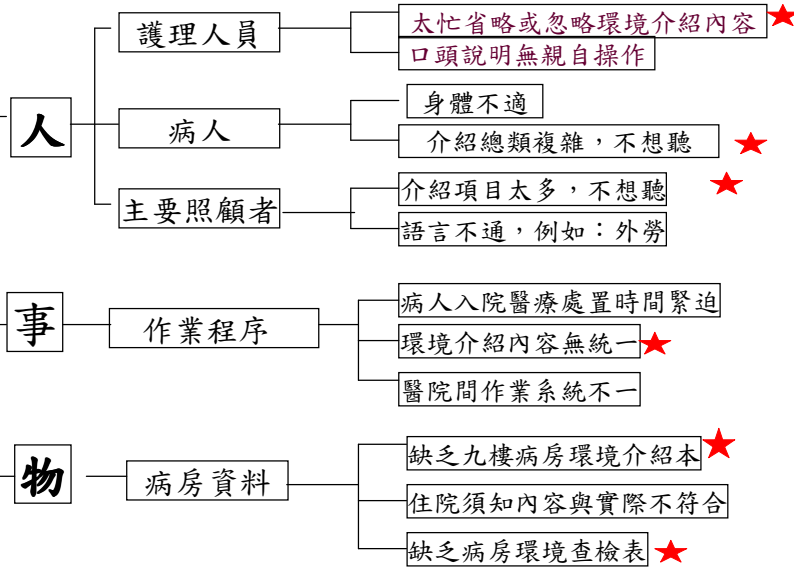 護理人員
太忙省略或忽略環境介紹內容
口頭說明無親自操作
人
病人
身體不適
介紹總類複雜，不想聽
主要照顧者
介紹項目太多，不想聽
語言不通，例如：外勞
事
作業程序
病人入院醫療處置時間緊迫
環境介紹內容無統一
醫院間作業系統不一
物
病房資料
缺乏九樓病房環境介紹本
住院須知內容與實際不符合
缺乏病房環境查檢表